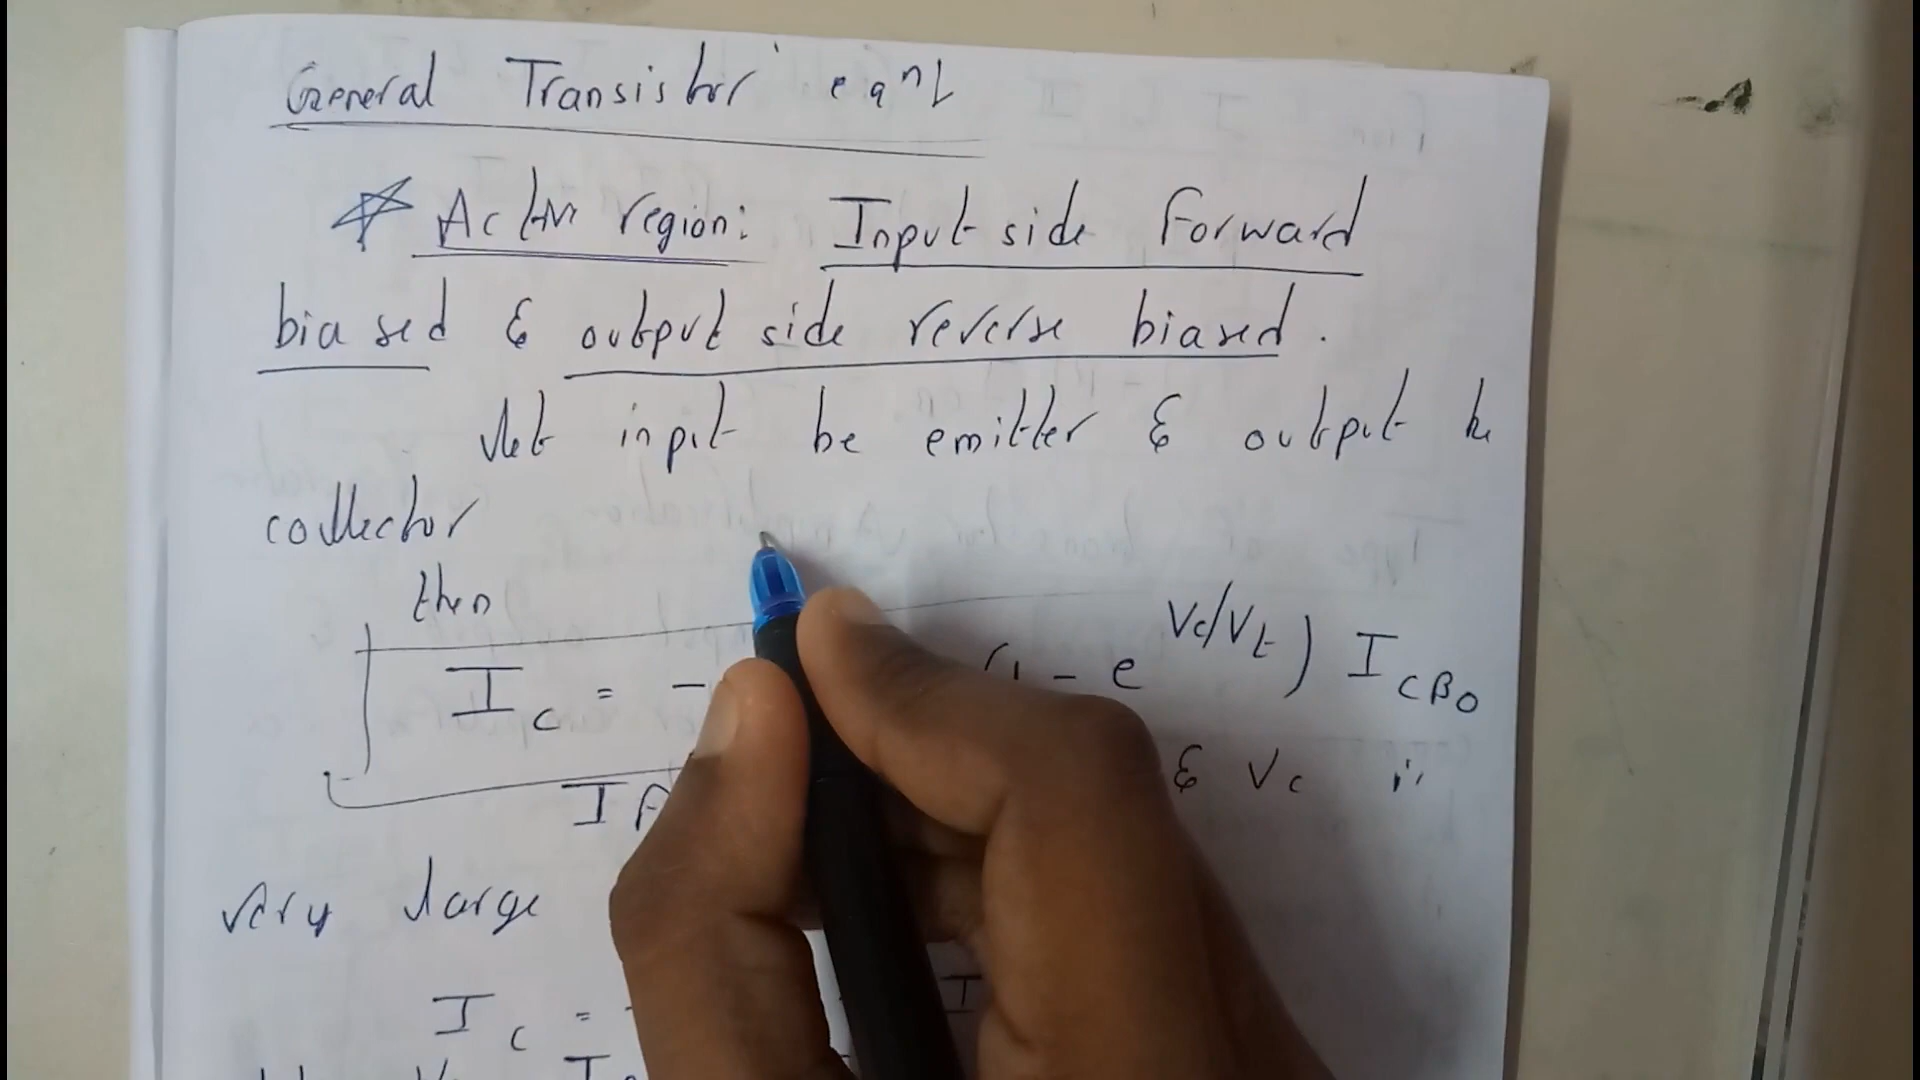 General Transistor eqn
* Active region: Input side Forward
biased & output side reverse biased.
Let input be emitter & output be
collector
then
I_C = - (1 - e^{Vc/Vt}) I_CBO
& Vc is
very large
I_C =